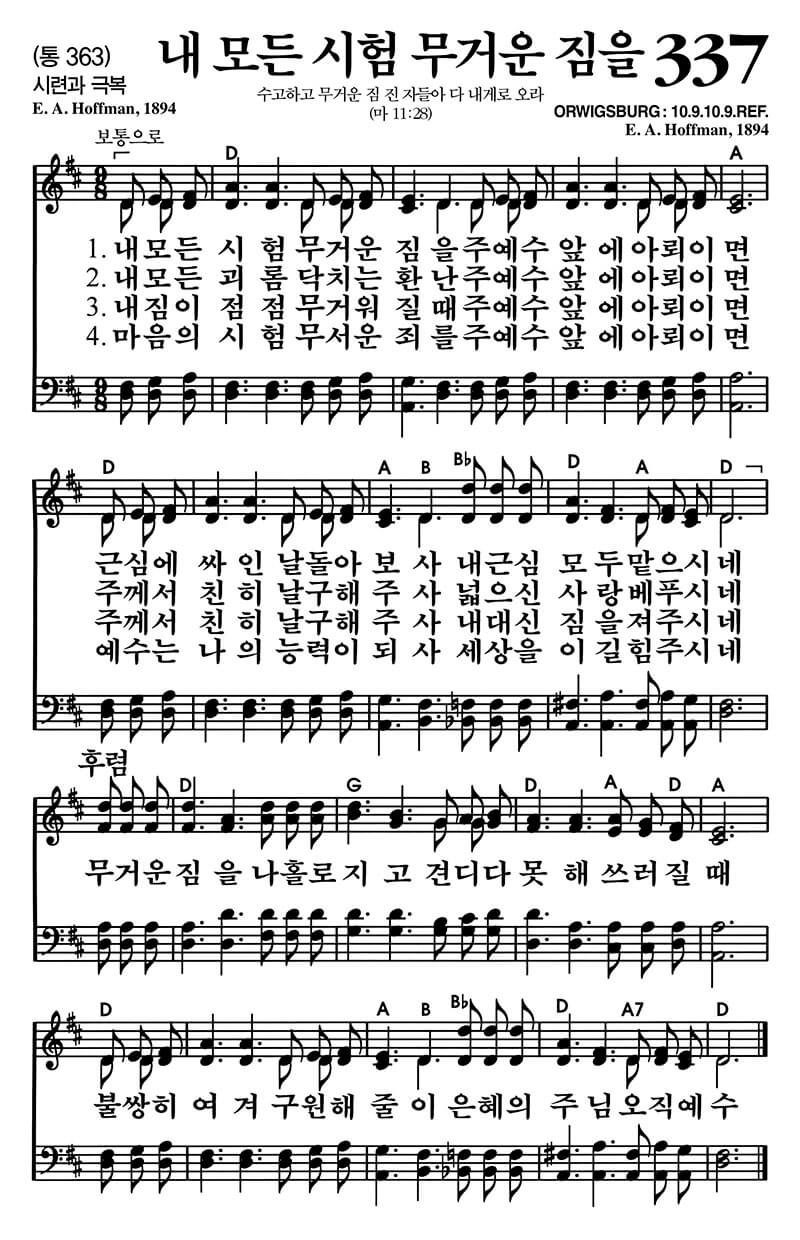 (통 363)
내 모든 시험 무거운 짐을 337
시련과 극복
수고하고 무거운 짐 진 자들아 다 내게로 오라
E. A. Hoffman, 1894
(마 11:28)
ORWIGSBURG : 10.9.10.9.REF.
E. A. Hoffman, 1894
보통으로
D A
9 8
1. 내모든 시 험 무거운 짐 을 주예수 앞 에 아뢰이 면
2. 내모든 괴 롬 닥치는 환 난 주예수 앞 에 아뢰이 면
3. 내짐이 점 점 무거워 질 때 주예수 앞 에 아뢰이 면
4. 마음의 시 험 무서운 죄 를 주예수 앞 에 아뢰이 면
9 8
D A B B♭ D A D
근심에 싸 인 날돌아 보 사 내근심 모 두 맡으시 네
주께서 친 히 날구해 주 사 넓으신 사 랑 베푸시 네
주께서 친 히 날구해 주 사 내대신 짐 을 져주시 네
예수는 나 의 능력이 되 사 세상을 이 길 힘주시 네
후렴
D G D A D A
무거운 짐 을 나홀로 지 고 견디다 못 해 쓰러질 때
D A B B♭ D A7 D
불쌍히 여 겨 구원해 줄 이 은혜의 주 님 오직예 수